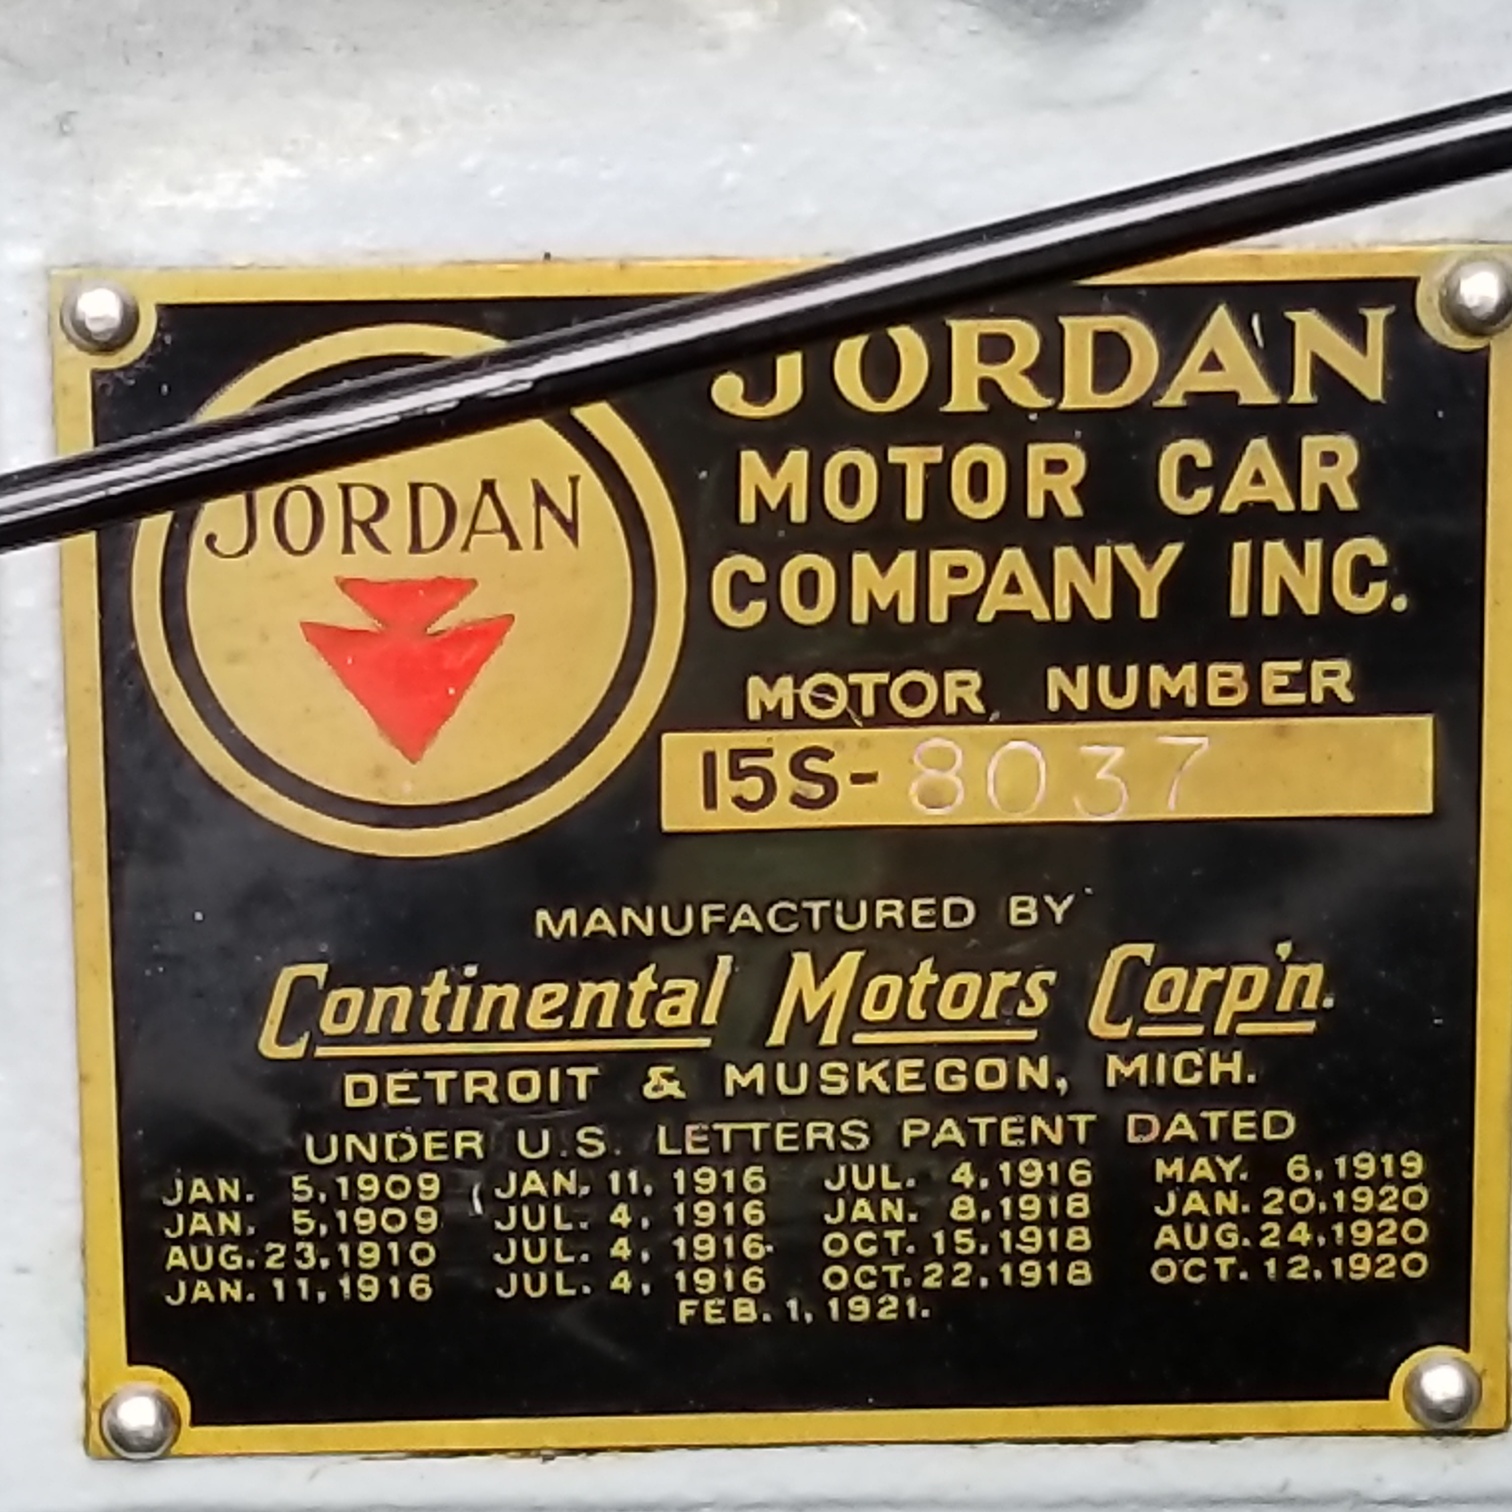 JORDAN
JORDAN
MOTOR CAR
COMPANY INC.
MOTOR NUMBER
15S-8037
MANUFACTURED BY
Continental Motors Corp'n.
DETROIT & MUSKEGON, MICH.
UNDER U.S. LETTERS PATENT DATED
JAN. 5,1909 JAN. 11, 1916 JUL. 4,1916 MAY. 6,1919
JAN. 5,1909 JUL. 4, 1916 JAN. 8,1918 JAN. 20,1920
AUG. 23,1910 JUL. 4, 1916 OCT. 15,1918 AUG. 24,1920
JAN. 11,1916 JUL. 4, 1916 OCT. 22,1918 OCT. 12,1920
FEB. 1, 1921.